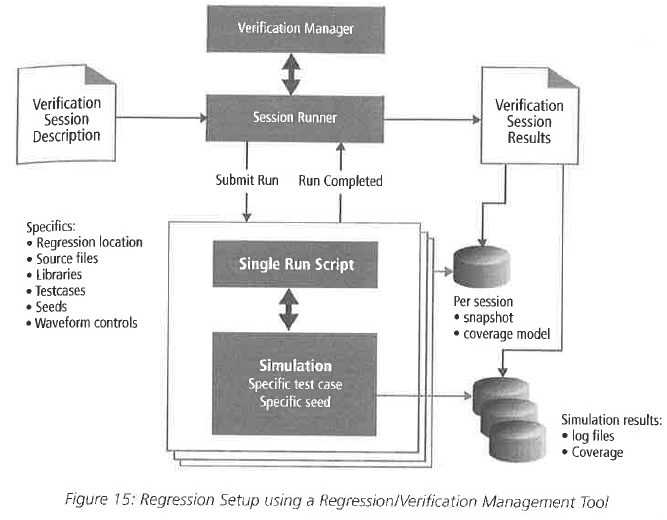 Verification Manager
Verification
Session
Description
Session Runner
Verification
Session
Results
Submit Run
Run Completed
Specifics:
• Regression location
• Source files
• Libraries
• Testcases
• Seeds
• Waveform controls
Single Run Script
Simulation
Specific test case
Specific seed
Per session
• snapshot
• coverage model
Simulation results:
• log files
• Coverage
Figure 15: Regression Setup using a Regression/Verification Management Tool